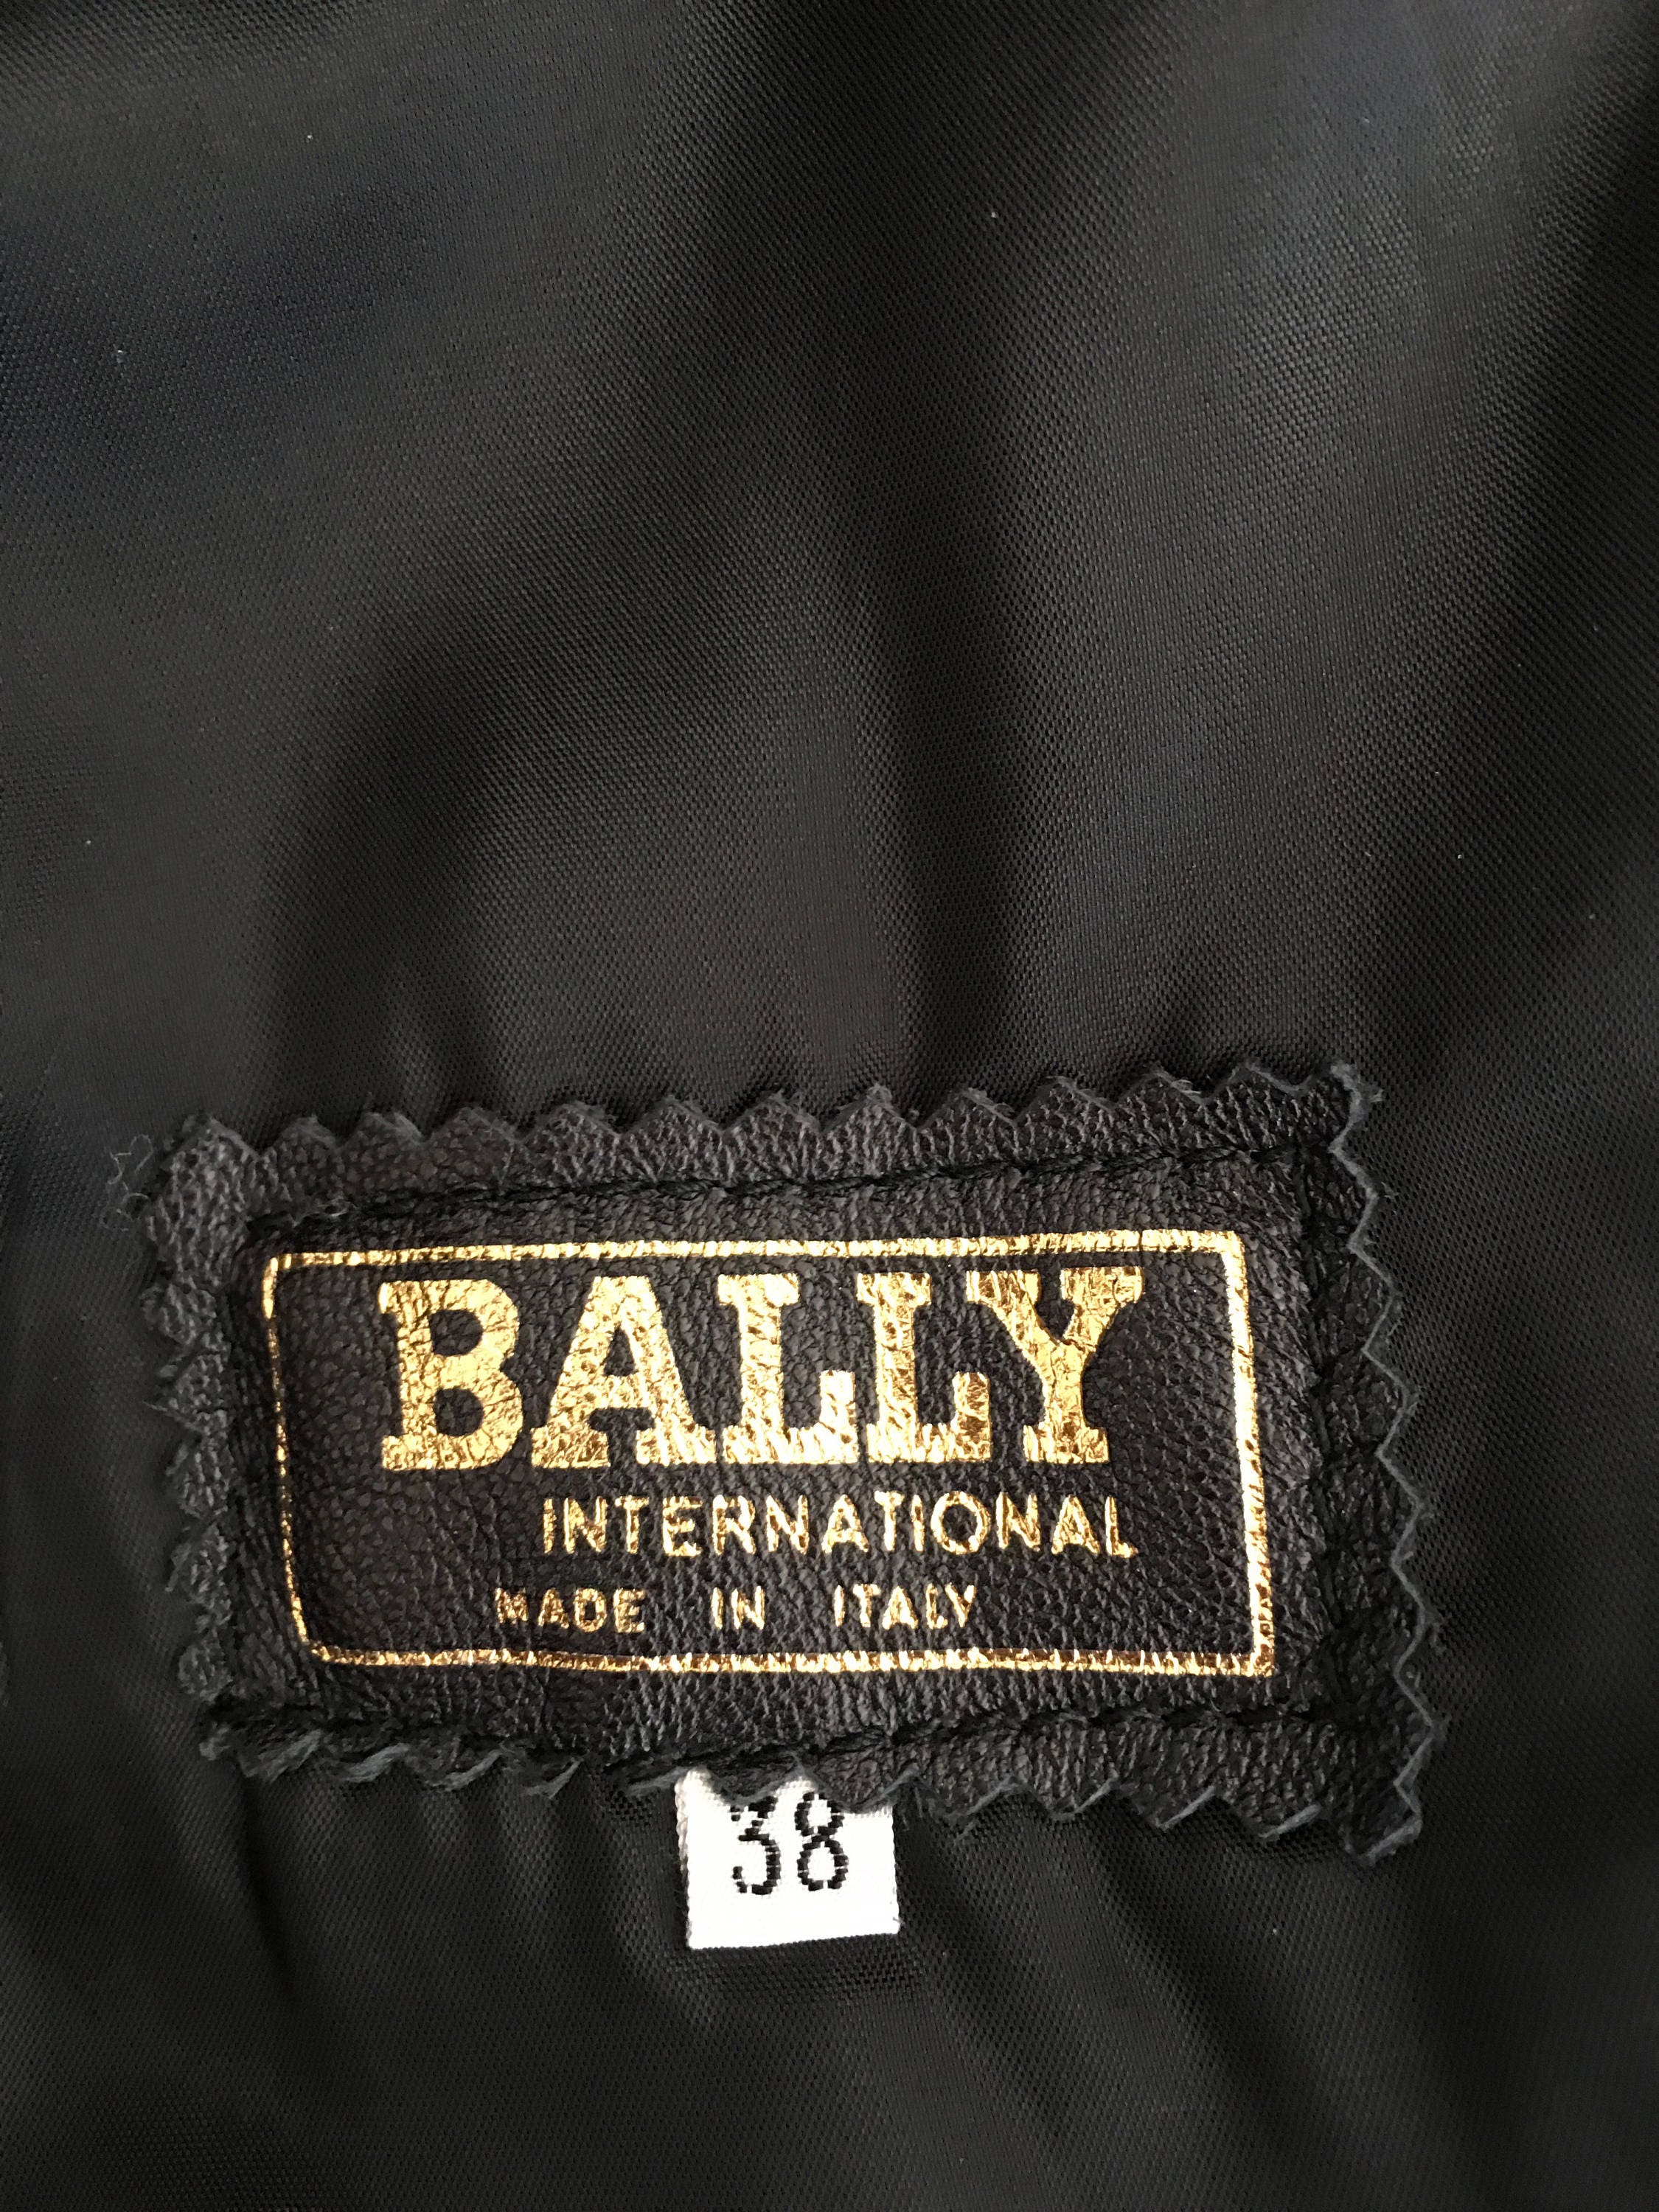 BALLY
INTERNATIONAL
MADE IN ITALY
38